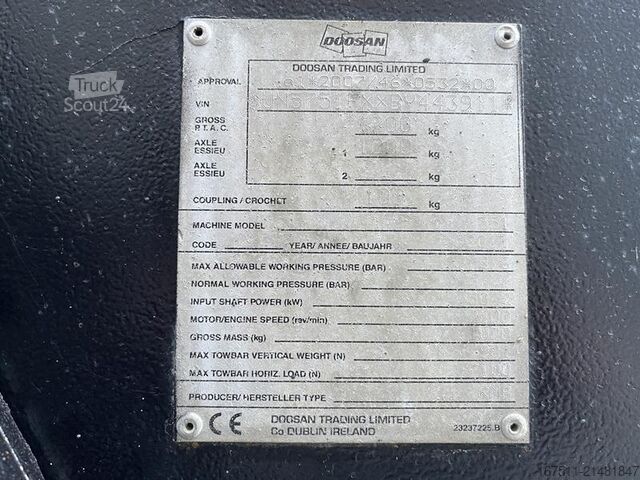 DOOSAN
DOOSAN TRADING LIMITED
APPROVAL
VIN
GROSS
P.T.A.C. kg
AXLE
ESSIEU 1 kg
AXLE
ESSIEU 2 kg
COUPLING/ CROCHET kg
MACHINE MODEL
CODE YEAR/ ANNEE/ BAUJAHR
MAX ALLOWABLE WORKING PRESSURE (BAR)
NORMAL WORKING PRESSURE (BAR)
INPUT SHAFT POWER (kW)
MOTOR/ENGINE SPEED (rev/min)
GROSS MASS (kg)
MAX TOWBAR VERTICAL WEIGHT (N)
MAX TOWBAR HORIZ. LOAD (N)
PRODUCER/ HERSTELLER TYPE
CE
DOOSAN TRADING LIMITED
Co DUBLIN IRELAND
23237225.B
Truck
Scout24
167511-21481847